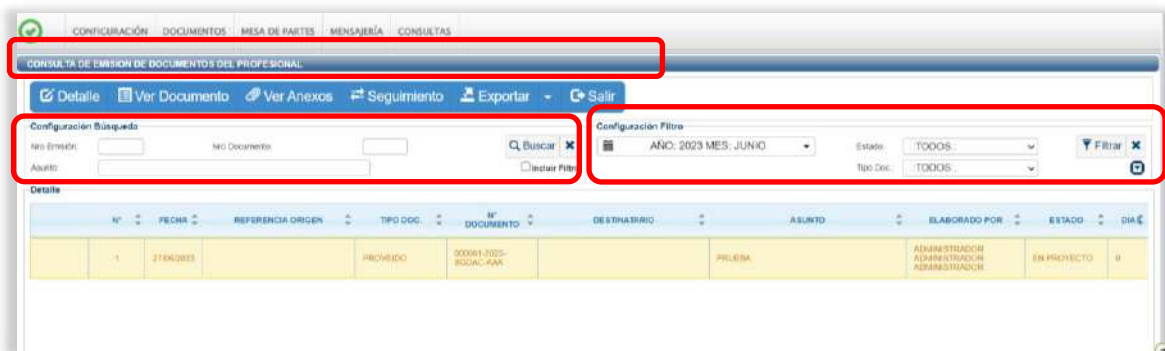 CONFIGURACIÓN DOCUMENTOS MESA DE PARTES MENSAJERÍA CONSULTAS
CONSULTA DE EMISION DE DOCUMENTOS DEL PROFESIONAL
Detalle Ver Documento Ver Anexos Seguimiento Exportar Salir
Configuración Búsqueda Configuración Filtro
Nro Emisión: Nro Documento: Buscar AÑO: 2023 MES: JUNIO Estado: .:TODOS:. Filtrar
Asunto: Incluir Filtro Tipo Doc.: .:TODOS:.
Detalle
N° FECHA REFERENCIA ORIGEN TIPO DOC. N° DOCUMENTO DESTINATARIO ASUNTO ELABORADO POR ESTADO
1 PROVEIDO PRUEBA ADMINISTRADOR ADMINISTRADOR ADMINISTRADOR EN PROYECTO 0